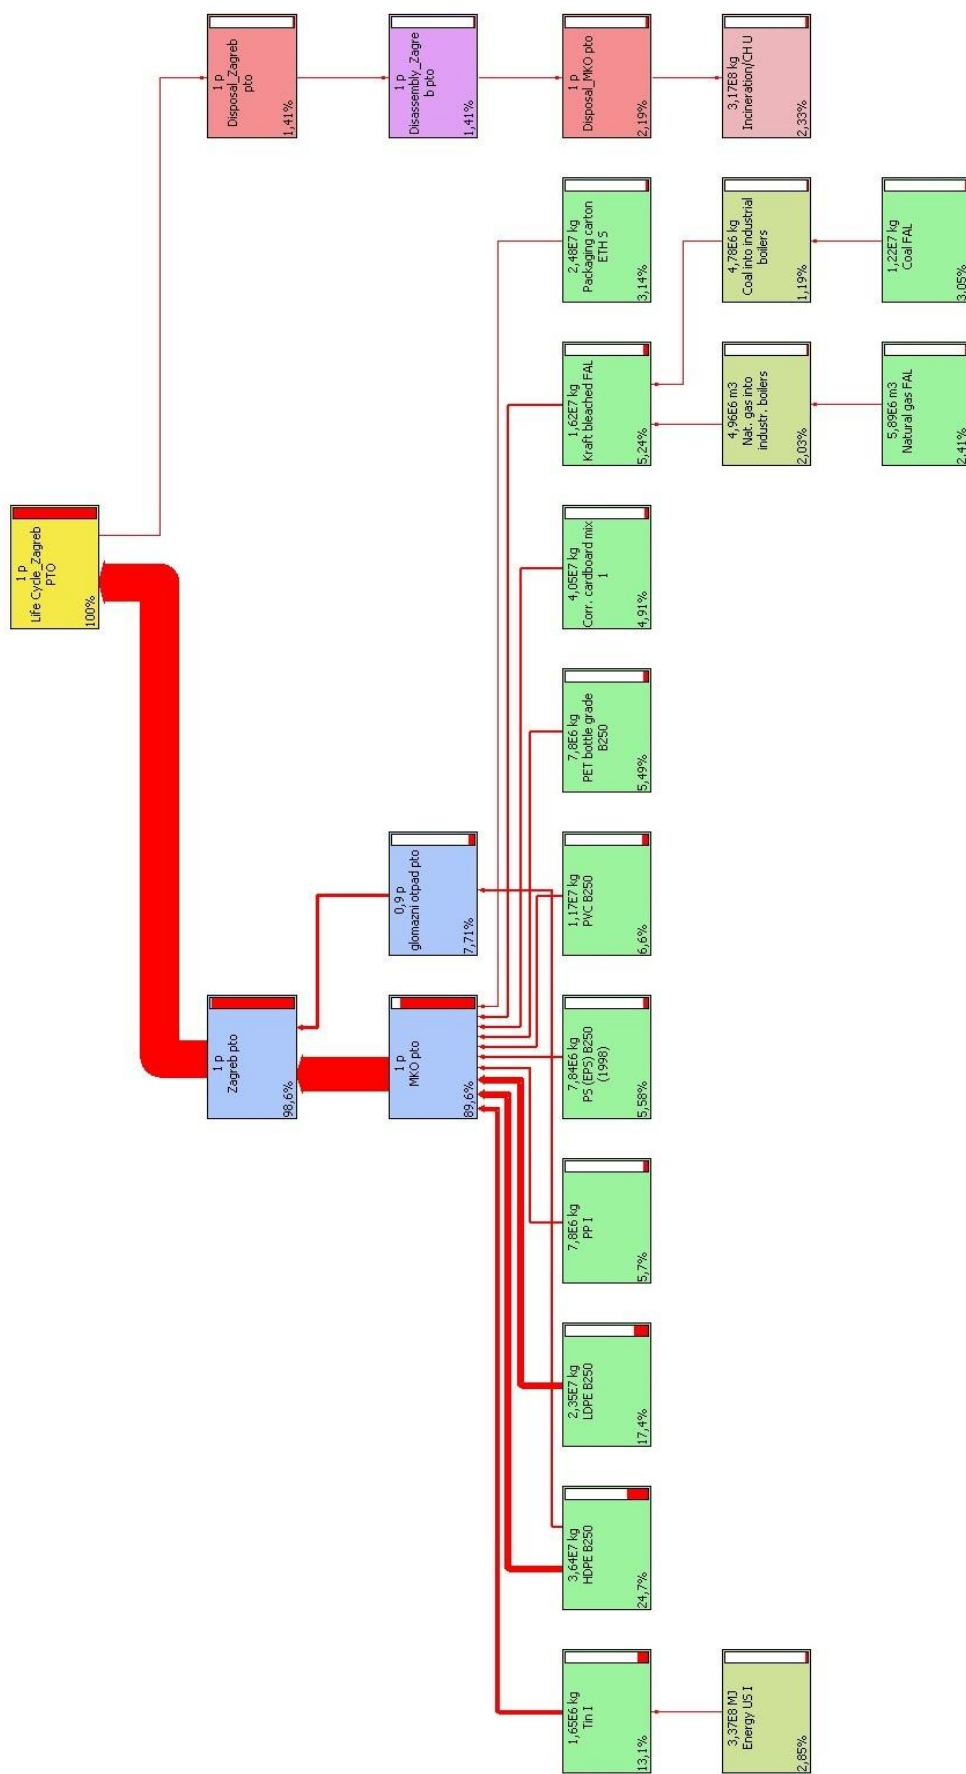 1 p
Life Cycle_Zagreb
PTO
100%
1 p
Zagreb pto
98,6%
1 p
Disposal_Zagreb
pto
1,41%
1 p
MKO pto
89,6%
0,9 p
glomazni otpad pto
7,71%
1 p
Disassembly_Zagre
b pto
1,41%
1,65E6 kg
Tin I
13,1%
3,64E7 kg
HDPE B250
24,7%
2,35E7 kg
LDPE B250
17,4%
7,8E6 kg
PP I
5,7%
7,84E6 kg
PS (EPS) B250
(1998)
5,58%
1,17E7 kg
PVC B250
6,6%
7,8E6 kg
PET bottle grade
B250
5,49%
4,05E7 kg
Corr. cardboard mix
1
4,91%
1,62E7 kg
Kraft bleached FAL
5,24%
2,48E7 kg
Packaging carton
ETH S
3,14%
1 p
Disposal_MKO pto
2,19%
3,37E8 MJ
Energy US I
2,85%
4,96E6 m3
Nat. gas into
industr. boilers
2,03%
4,78E6 kg
Coal into industrial
boilers
1,19%
3,17E8 kg
Incineration/CH U
2,33%
5,89E6 m3
Natural gas FAL
2,41%
1,22E7 kg
Coal FAL
3,05%